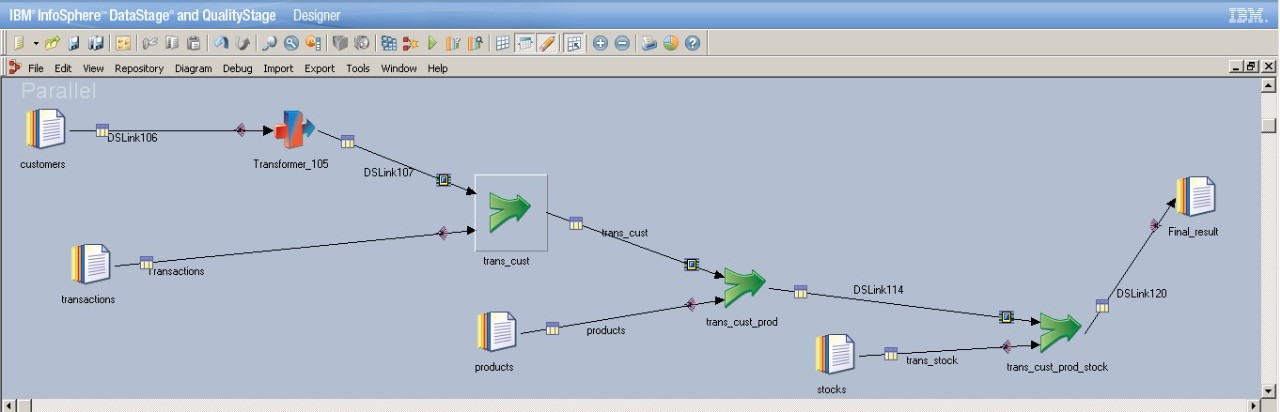 IBM® InfoSphere™ DataStage® and QualityStage® Designer
IBM.
File Edit View Repository Diagram Debug Import Export Tools Window Help
Parallel
DSLink106
customers
Transformer_105
DSLink107
trans_cust
Final_result
Transactions
trans_cust
transactions
DSLink114
DSLink120
trans_cust_prod
products
trans_stock
products
trans_cust_prod_stock
stocks